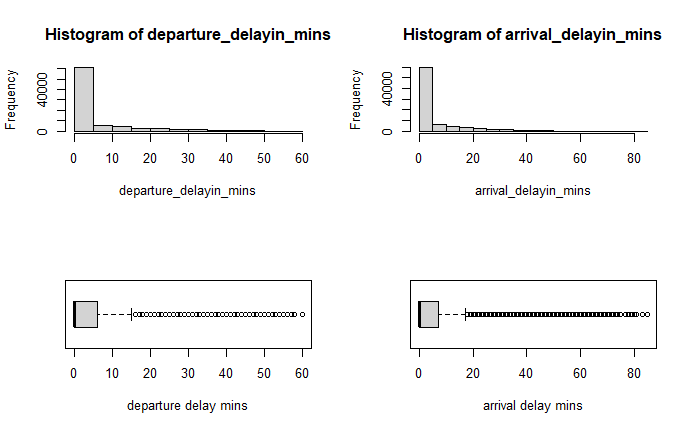 Histogram of departure_delayin_mins
Frequency
0
40000
0 10 20 30 40 50 60
departure_delayin_mins
Histogram of arrival_delayin_mins
Frequency
0
40000
0 20 40 60 80
arrival_delayin_mins
0 10 20 30 40 50 60
departure delay mins
0 20 40 60 80
arrival delay mins